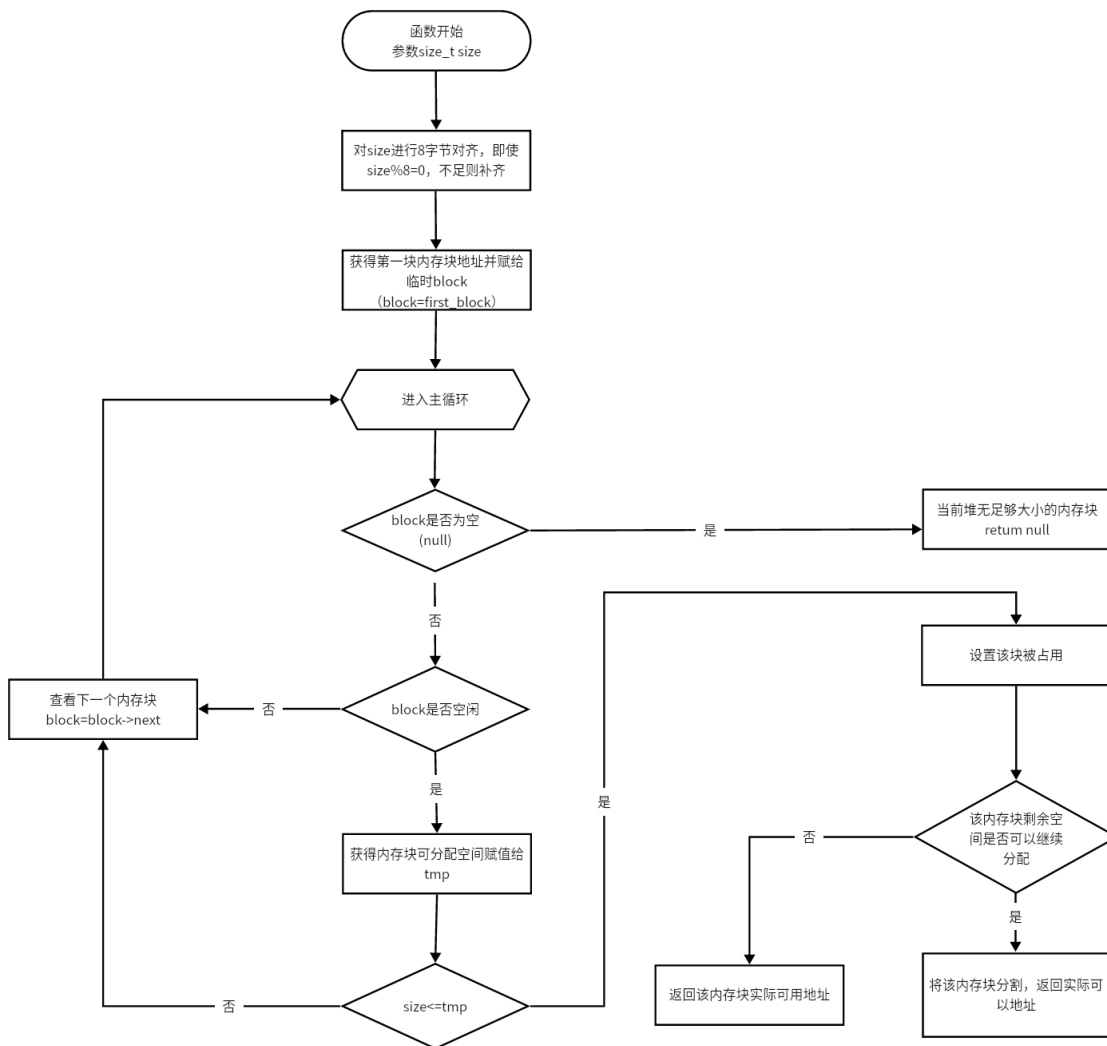 函数开始
参数size_t size
对size进行8字节对齐，即使
size%8=0，不足则补齐
获得第一块内存块地址并赋给
临时block
（block=first_block）
进入主循环
block是否为空
(null)
是
当前堆无足够大小的内存块
retum null
否
设置该块被占用
查看下一个内存块
block=block->next
否
block是否空闲
是
是
该内存块剩余空
间是否可以继续
分配
否
获得内存块可分配空间赋值给
tmp
是
返回该内存块实际可用地址
将该内存块分割，返回实际可
以地址
否
size<=tmp